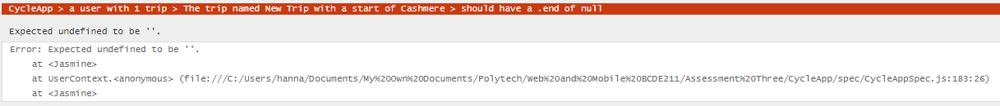 CycleApp > a user with 1 trip > The trip named New Trip with a start of Cashmere > should have a .end of null
Expected undefined to be ''.
Error: Expected undefined to be ''.
at <Jasmine>
at UserContext.<anonymous> (file:///C:/Users/hanna/Documents/My%20Own%20Documents/Polytech/Web%20and%20Mobile%20BCDE211/Assessment%20Three/CycleApp/spec/CycleAppSpec.js:183:26)
at <Jasmine>